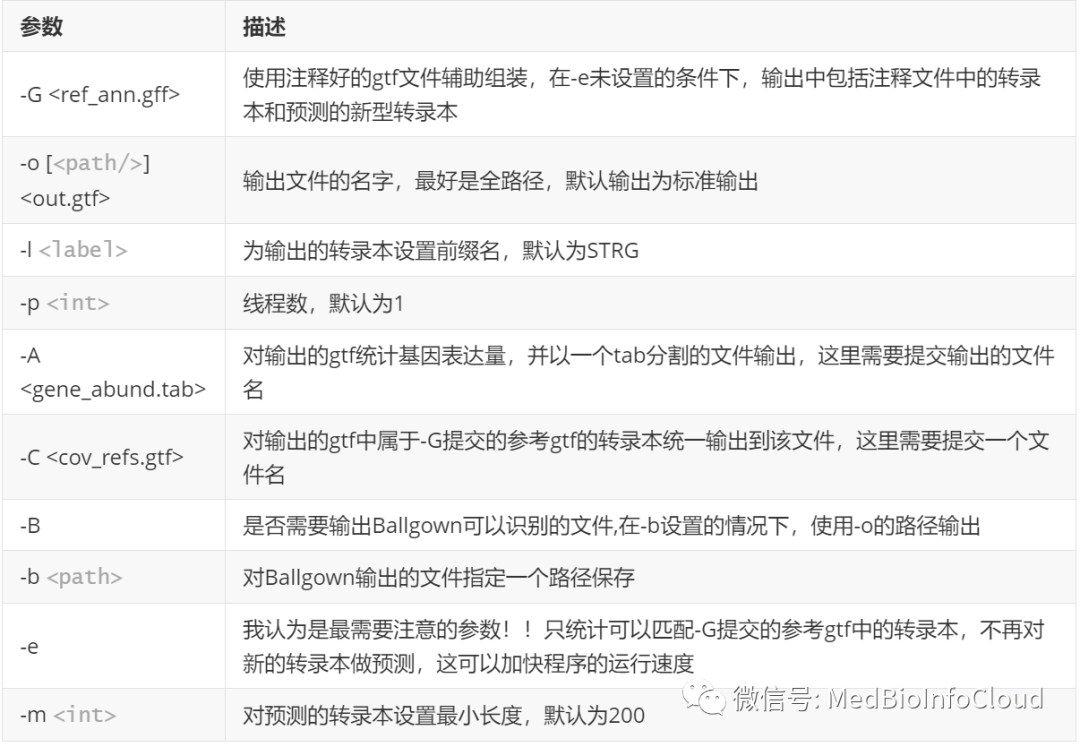 参数
描述
-G <ref_ann.gff>
使用注释好的gtf文件辅助组装，在-e未设置的条件下，输出中包括注释文件中的转录
本和预测的新型转录本
-o [<path/>]
<out.gtf>
输出文件的名字，最好是全路径，默认输出为标准输出
-l <label>
为输出的转录本设置前缀名，默认为STRG
-p <int>
线程数，默认为1
-A
<gene_abund.tab>
对输出的gtf统计基因表达量，并以一个tab分割的文件输出，这里需要提交输出的文件
名
-C <cov_refs.gtf>
对输出的gtf中属于-G提交的参考gtf的转录本统一输出到该文件，这里需要提交一个文
件名
-B
是否需要输出Ballgown可以识别的文件,在-b设置的情况下，使用-o的路径输出
-b <path>
对Ballgown输出的文件指定一个路径保存
-e
我认为是最需要注意的参数！！只统计可以匹配-G提交的参考gtf中的转录本，不再对
新的转录本做预测，这可以加快程序的运行速度
-m <int>
对预测的转录本设置最小长度，默认为200
微信号: MedBioInfoCloud